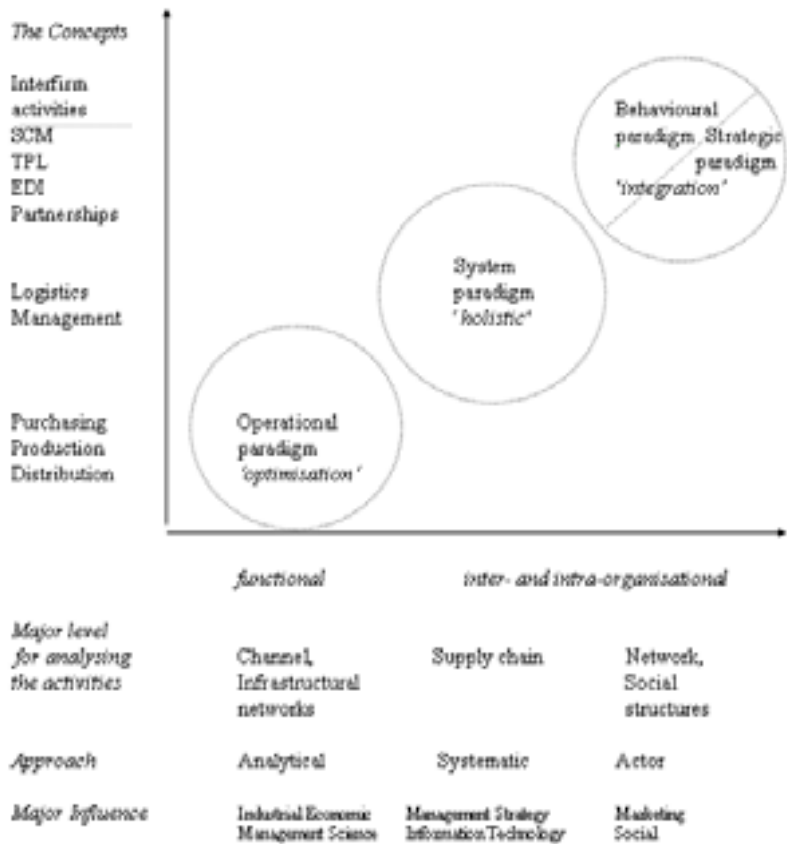 The Concepts
Interfirm
activities
SCM
TPL
EDI
Partnerships
Logistics
Management
Purchasing
Production
Distribution
Behavioural
paradigm Strategic
paradigm
'integration'
System
paradigm
'holistic'
Operational
paradigm
'optimisation'
functional inter- and intra-organisational
Major level
for analysing
the activities
Channel,
Infrastructural
networks
Supply chain
Network,
Social
structures
Approach Analytical Systematic Actor
Major Influence
Industrial Economic
Management Science
Management Strategy
Information Technology
Marketing
Social